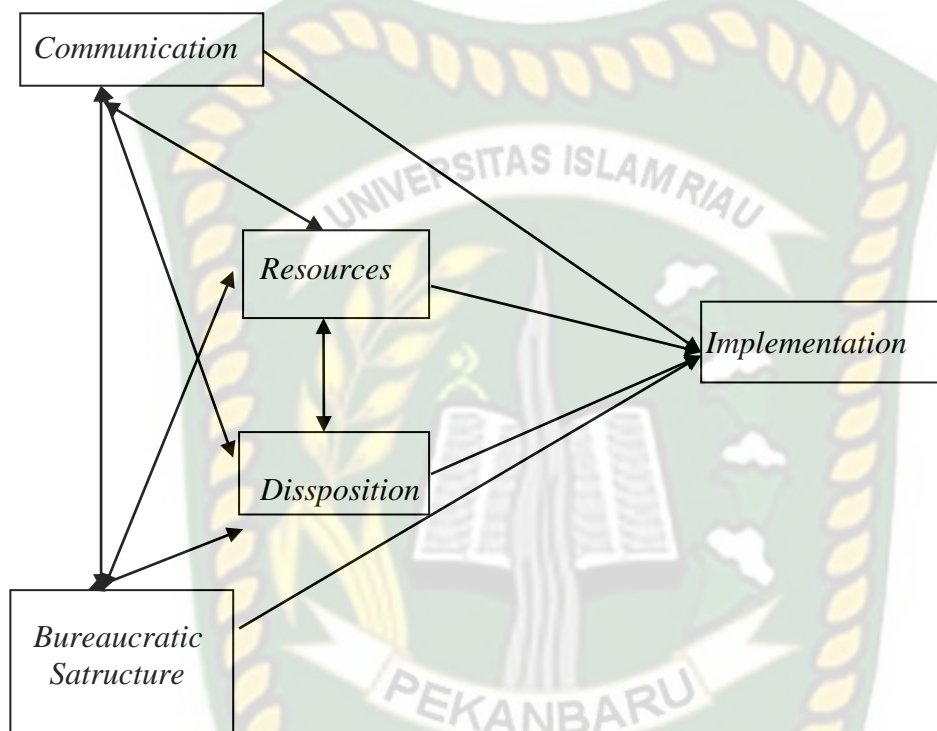 Communication
UNIVERSITAS ISLAM RIAU
Resources
Implementation
Dissposition
Bureaucratic
Satructure
PEKANBARU